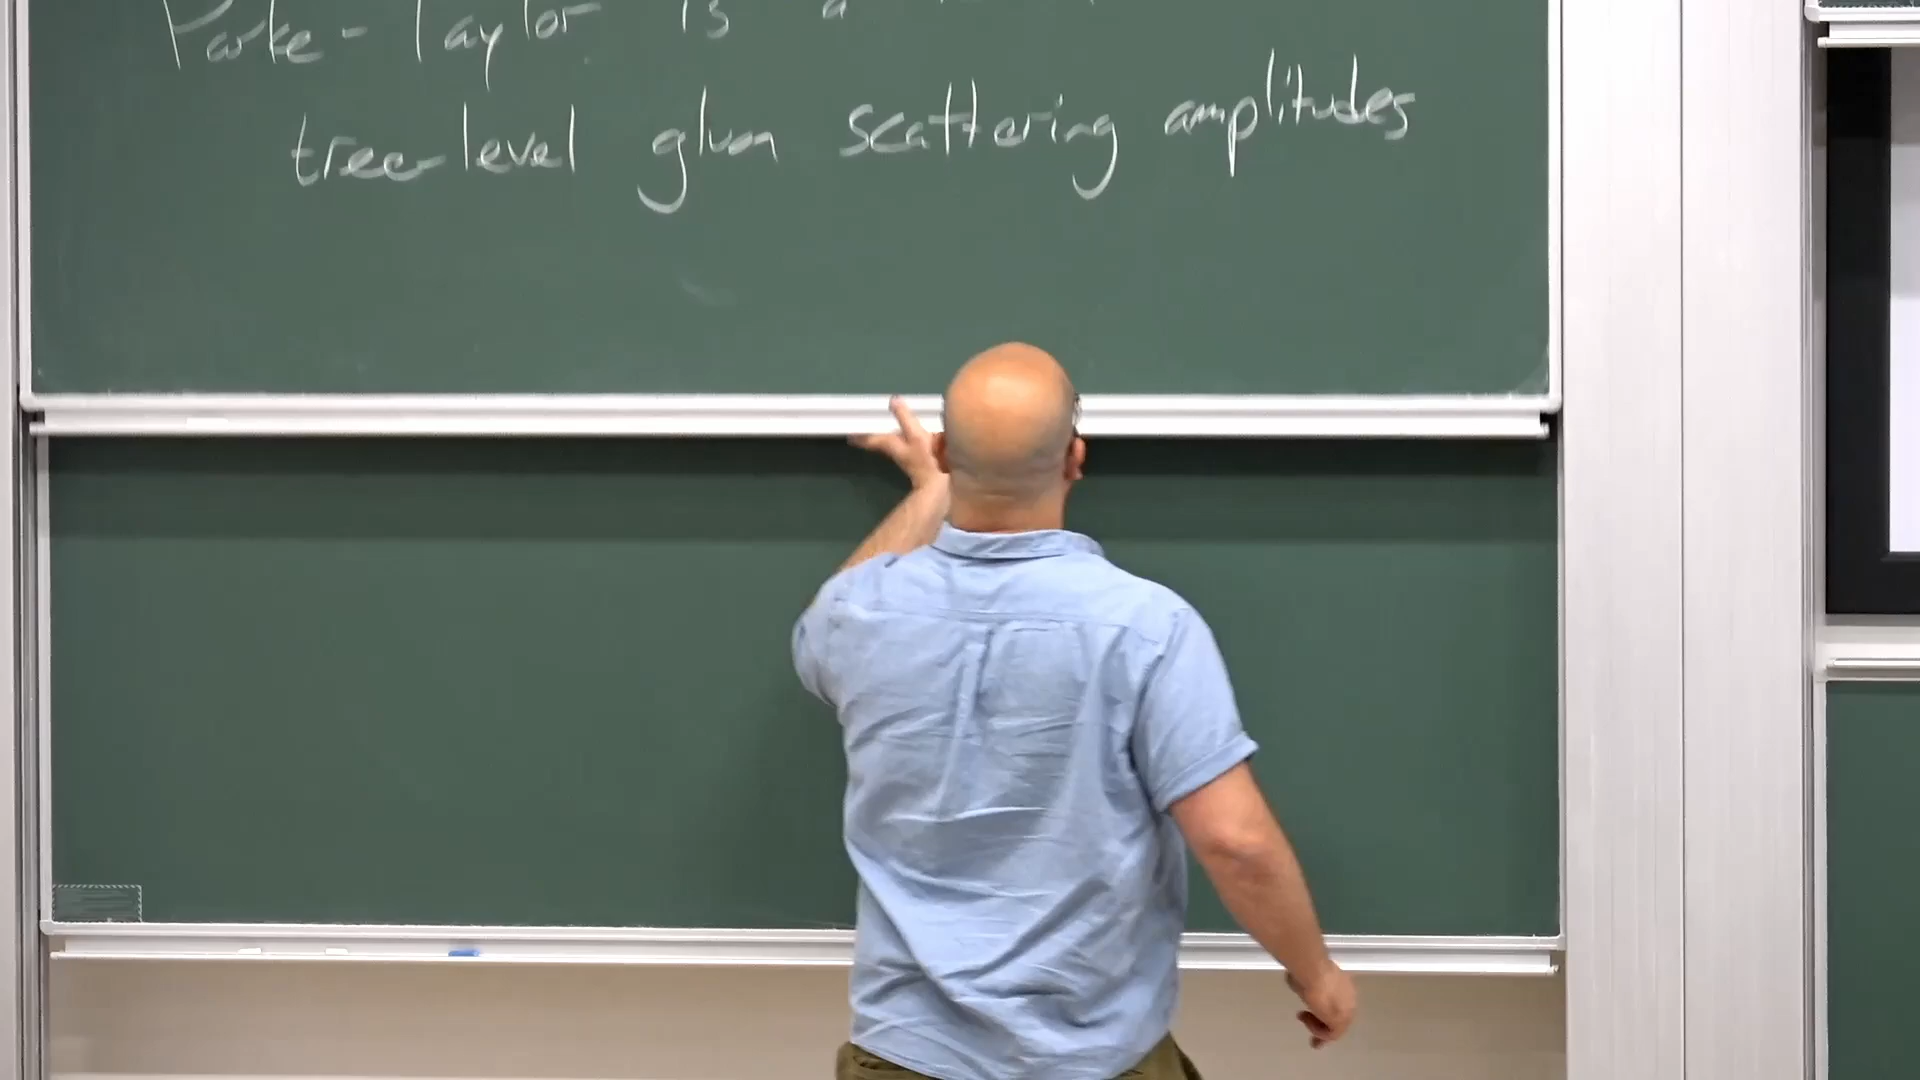 Parke-Taylor is a
tree-level gluon scattering amplitudes